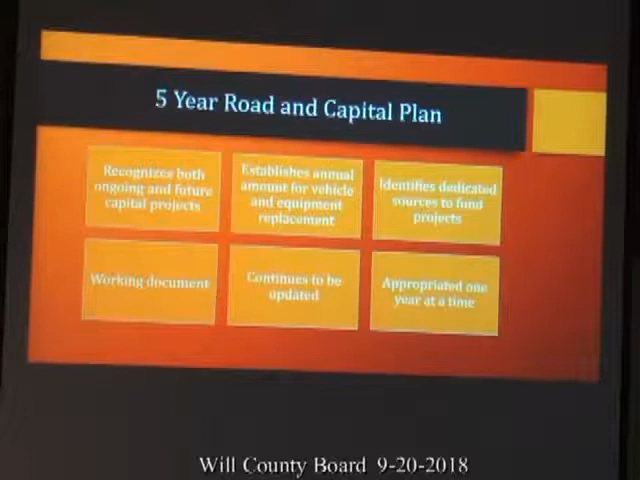 5 Year Road and Capital Plan
Recognizes both
ongoing and future
capital projects
Establishes annual
amount for vehicle
and equipment
replacement
Identifies dedicated
sources to fund
projects
Working document
Continues to be
updated
Appropriated one
year at a time
Will County Board 9-20-2018